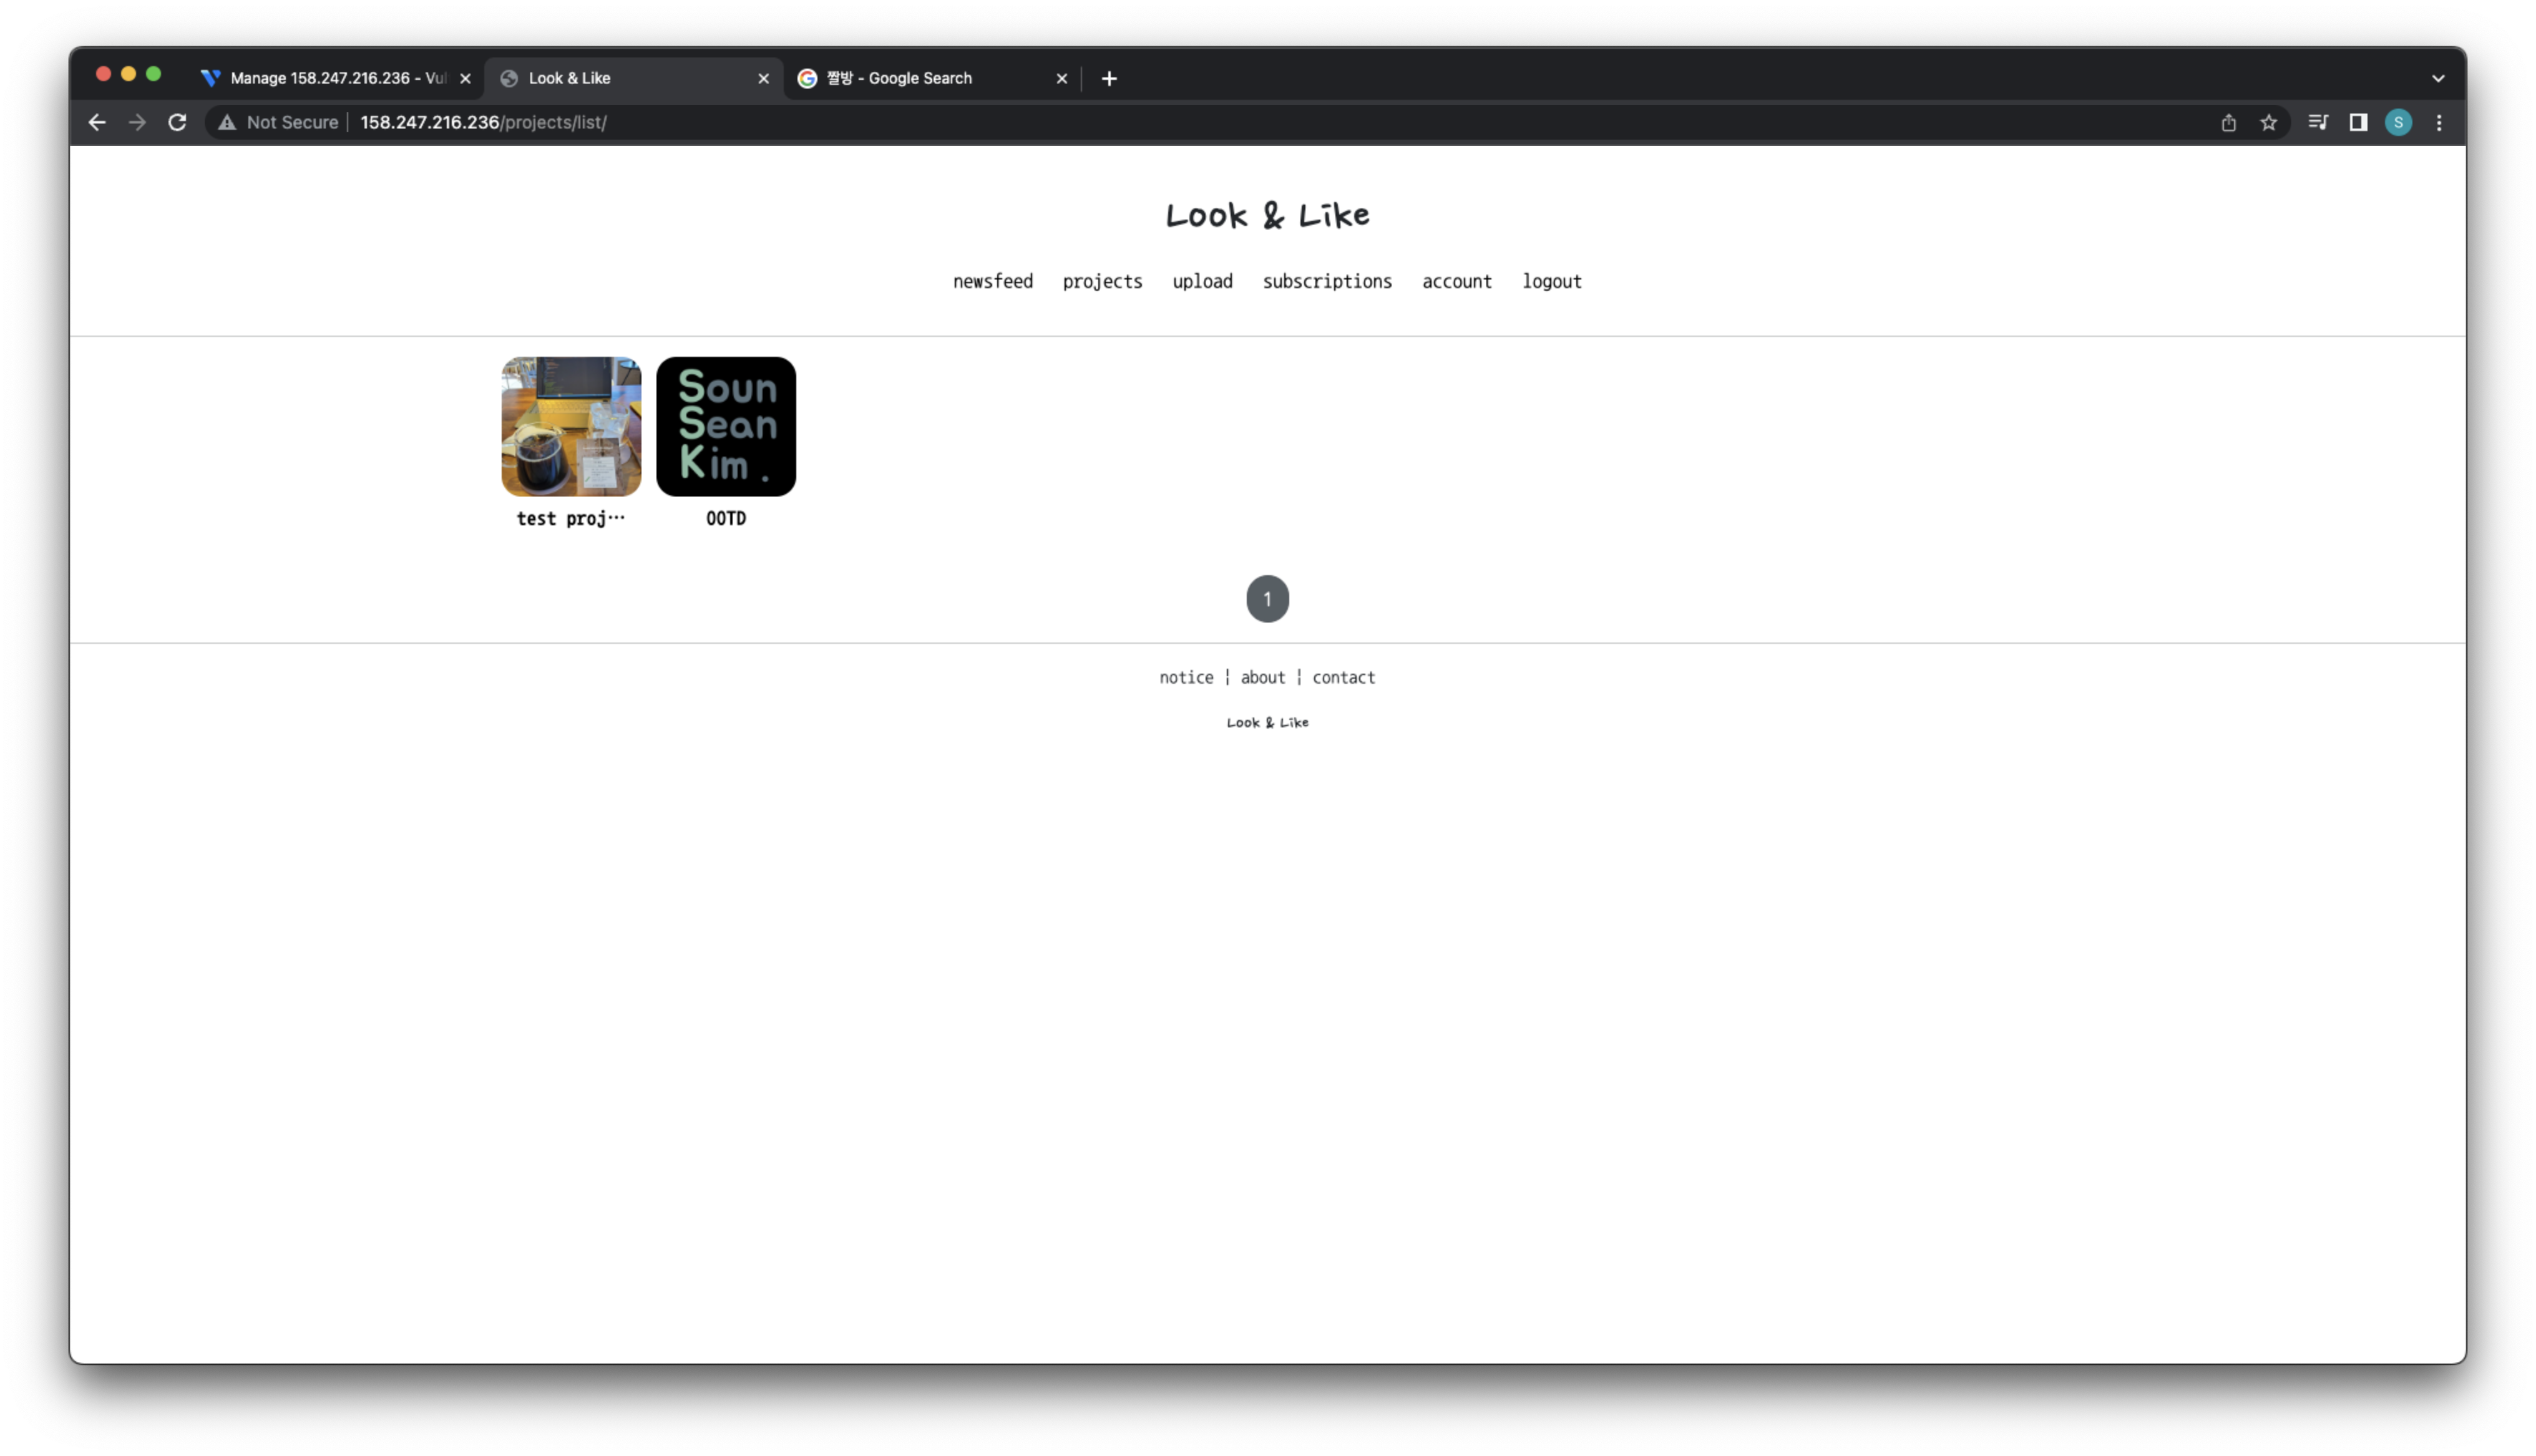 Manage 158.247.216.236 - Vul
Look & Like
짤방 - Google Search
Not Secure
158.247.216.236/projects/list/
S
Look & Like
newsfeed projects upload subscriptions account logout
Soun
Sean
Kim .
test proj…
OOTD
1
notice | about | contact
Look & Like